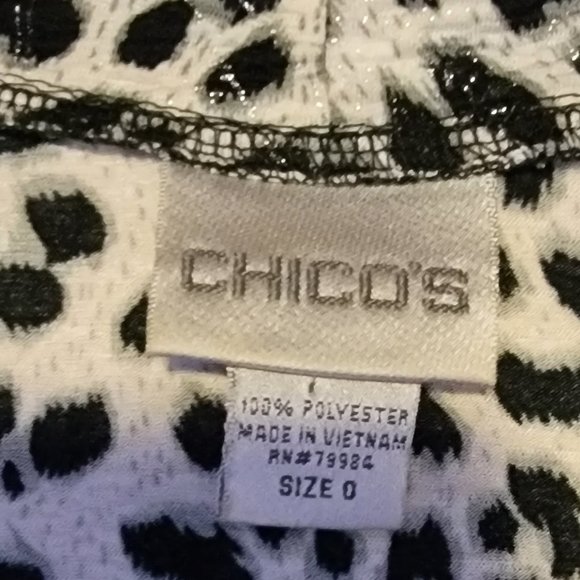 CHICO'S
100% POLYESTER
MADE IN VIETNAM
RN#79984
SIZE 0